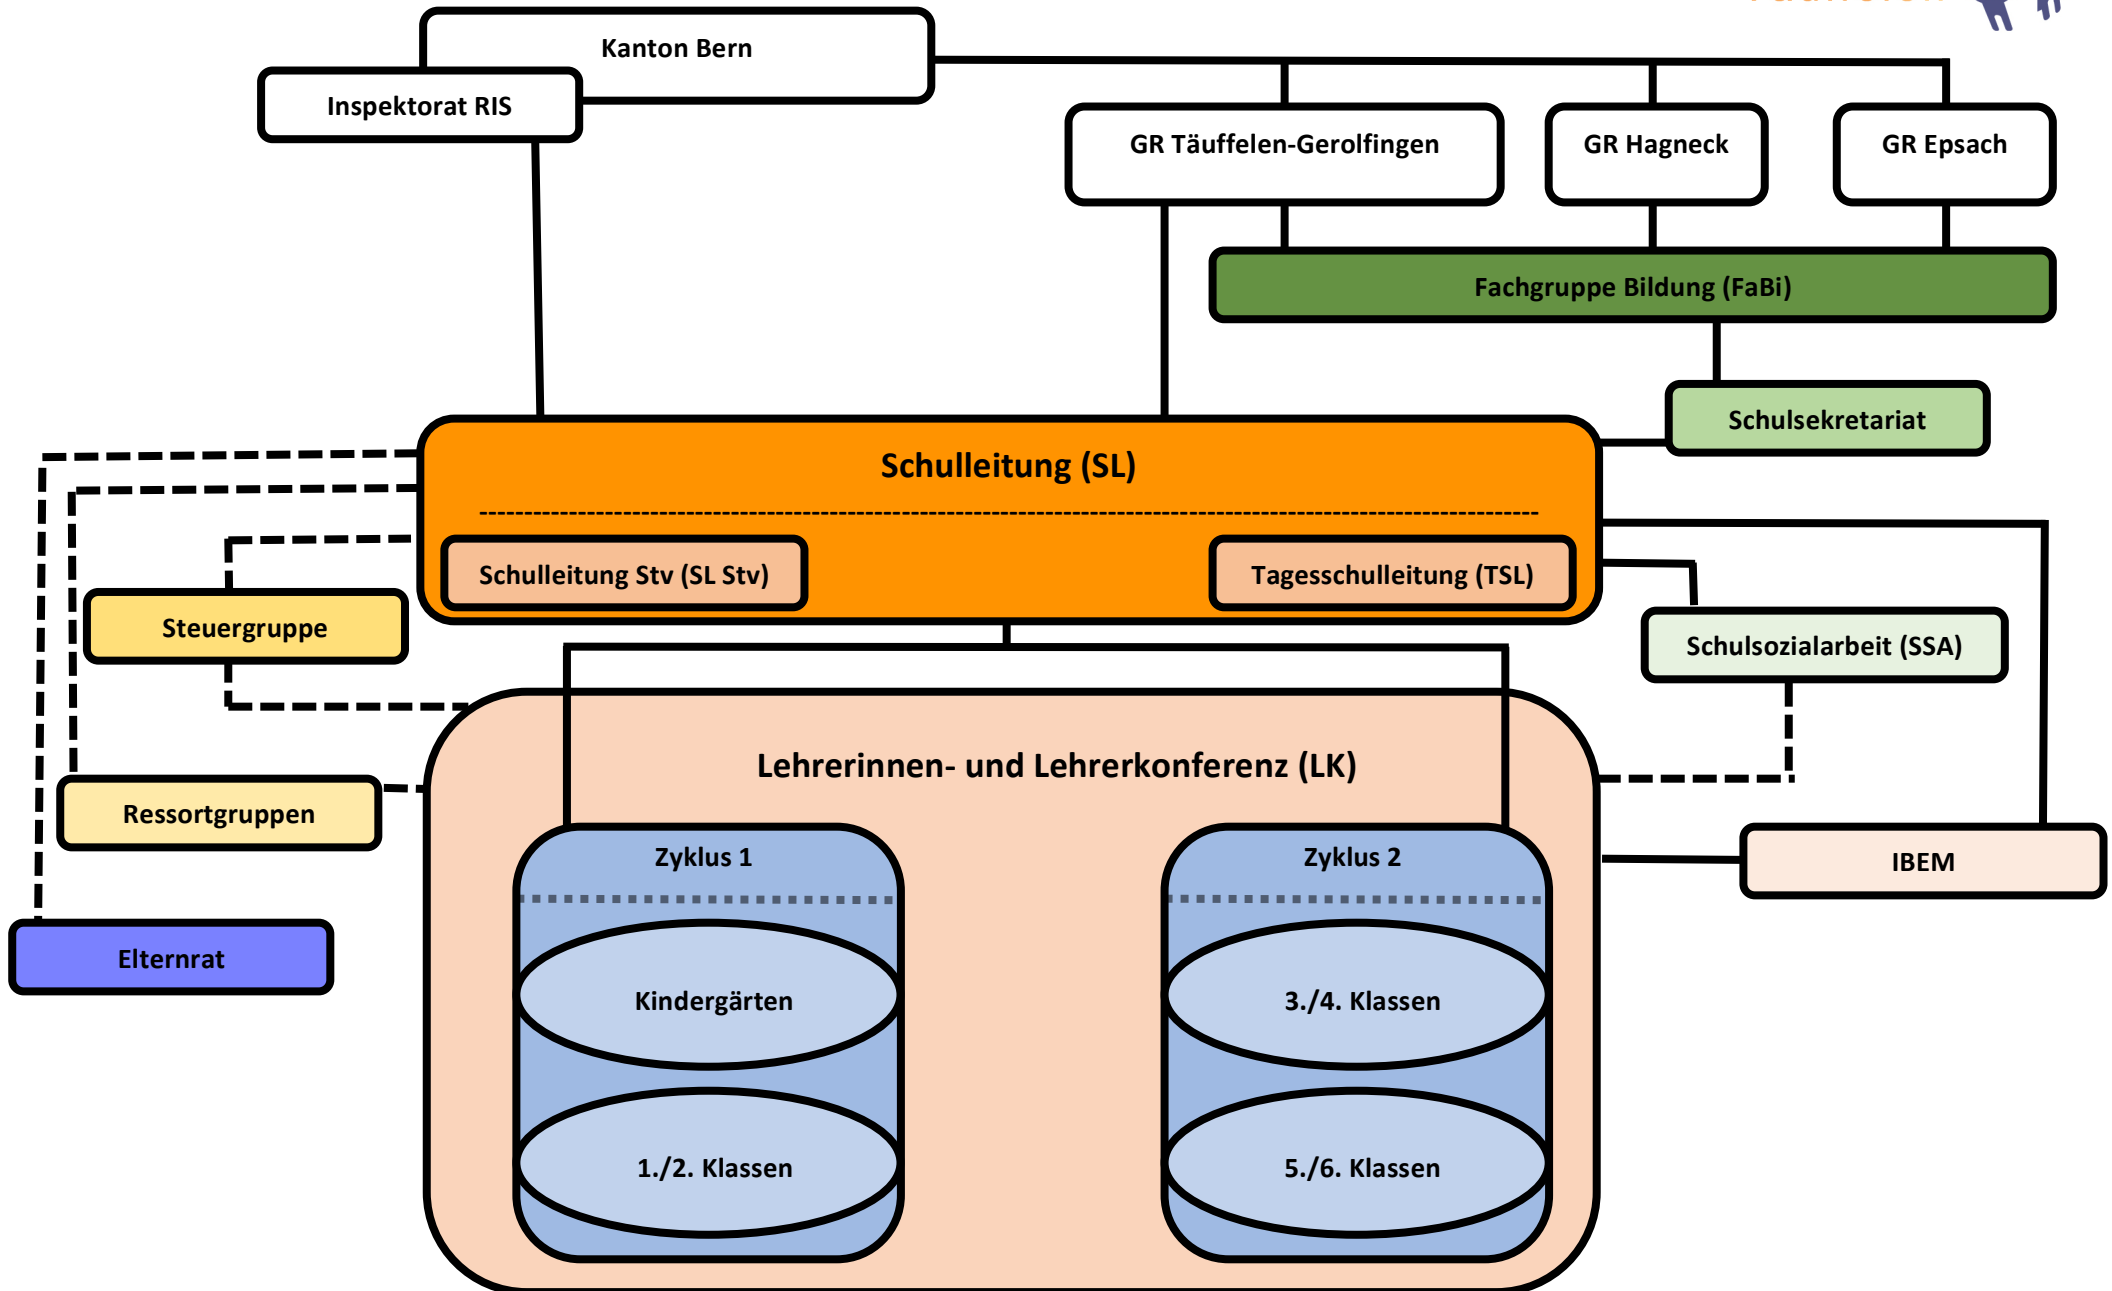 Kanton Bern
Inspektorat RIS
GR Täuffelen-Gerolfingen
GR Hagneck
GR Epsach
Fachgruppe Bildung (FaBi)
Schulsekretariat
Schulleitung (SL)
Schulleitung Stv (SL Stv)
Tagesschulleitung (TSL)
Steuergruppe
Schulsozialarbeit (SSA)
Lehrerinnen- und Lehrerkonferenz (LK)
Ressortgruppen
Zyklus 1
Zyklus 2
IBEM
Elternrat
Kindergärten
3./4. Klassen
1./2. Klassen
5./6. Klassen